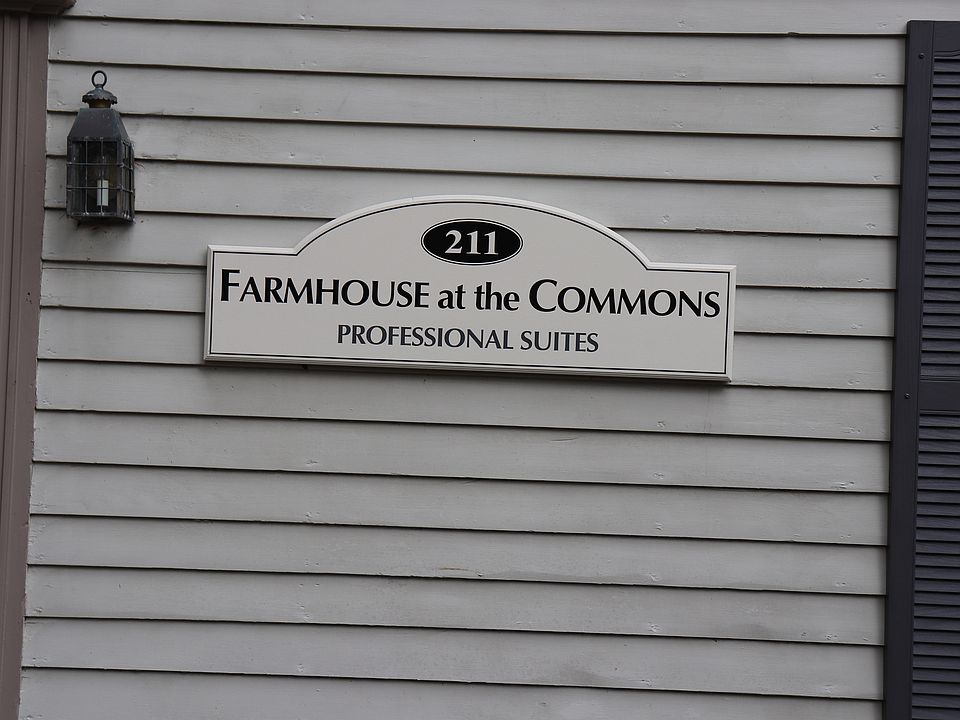 211
FARMHOUSE at the COMMONS
PROFESSIONAL SUITES